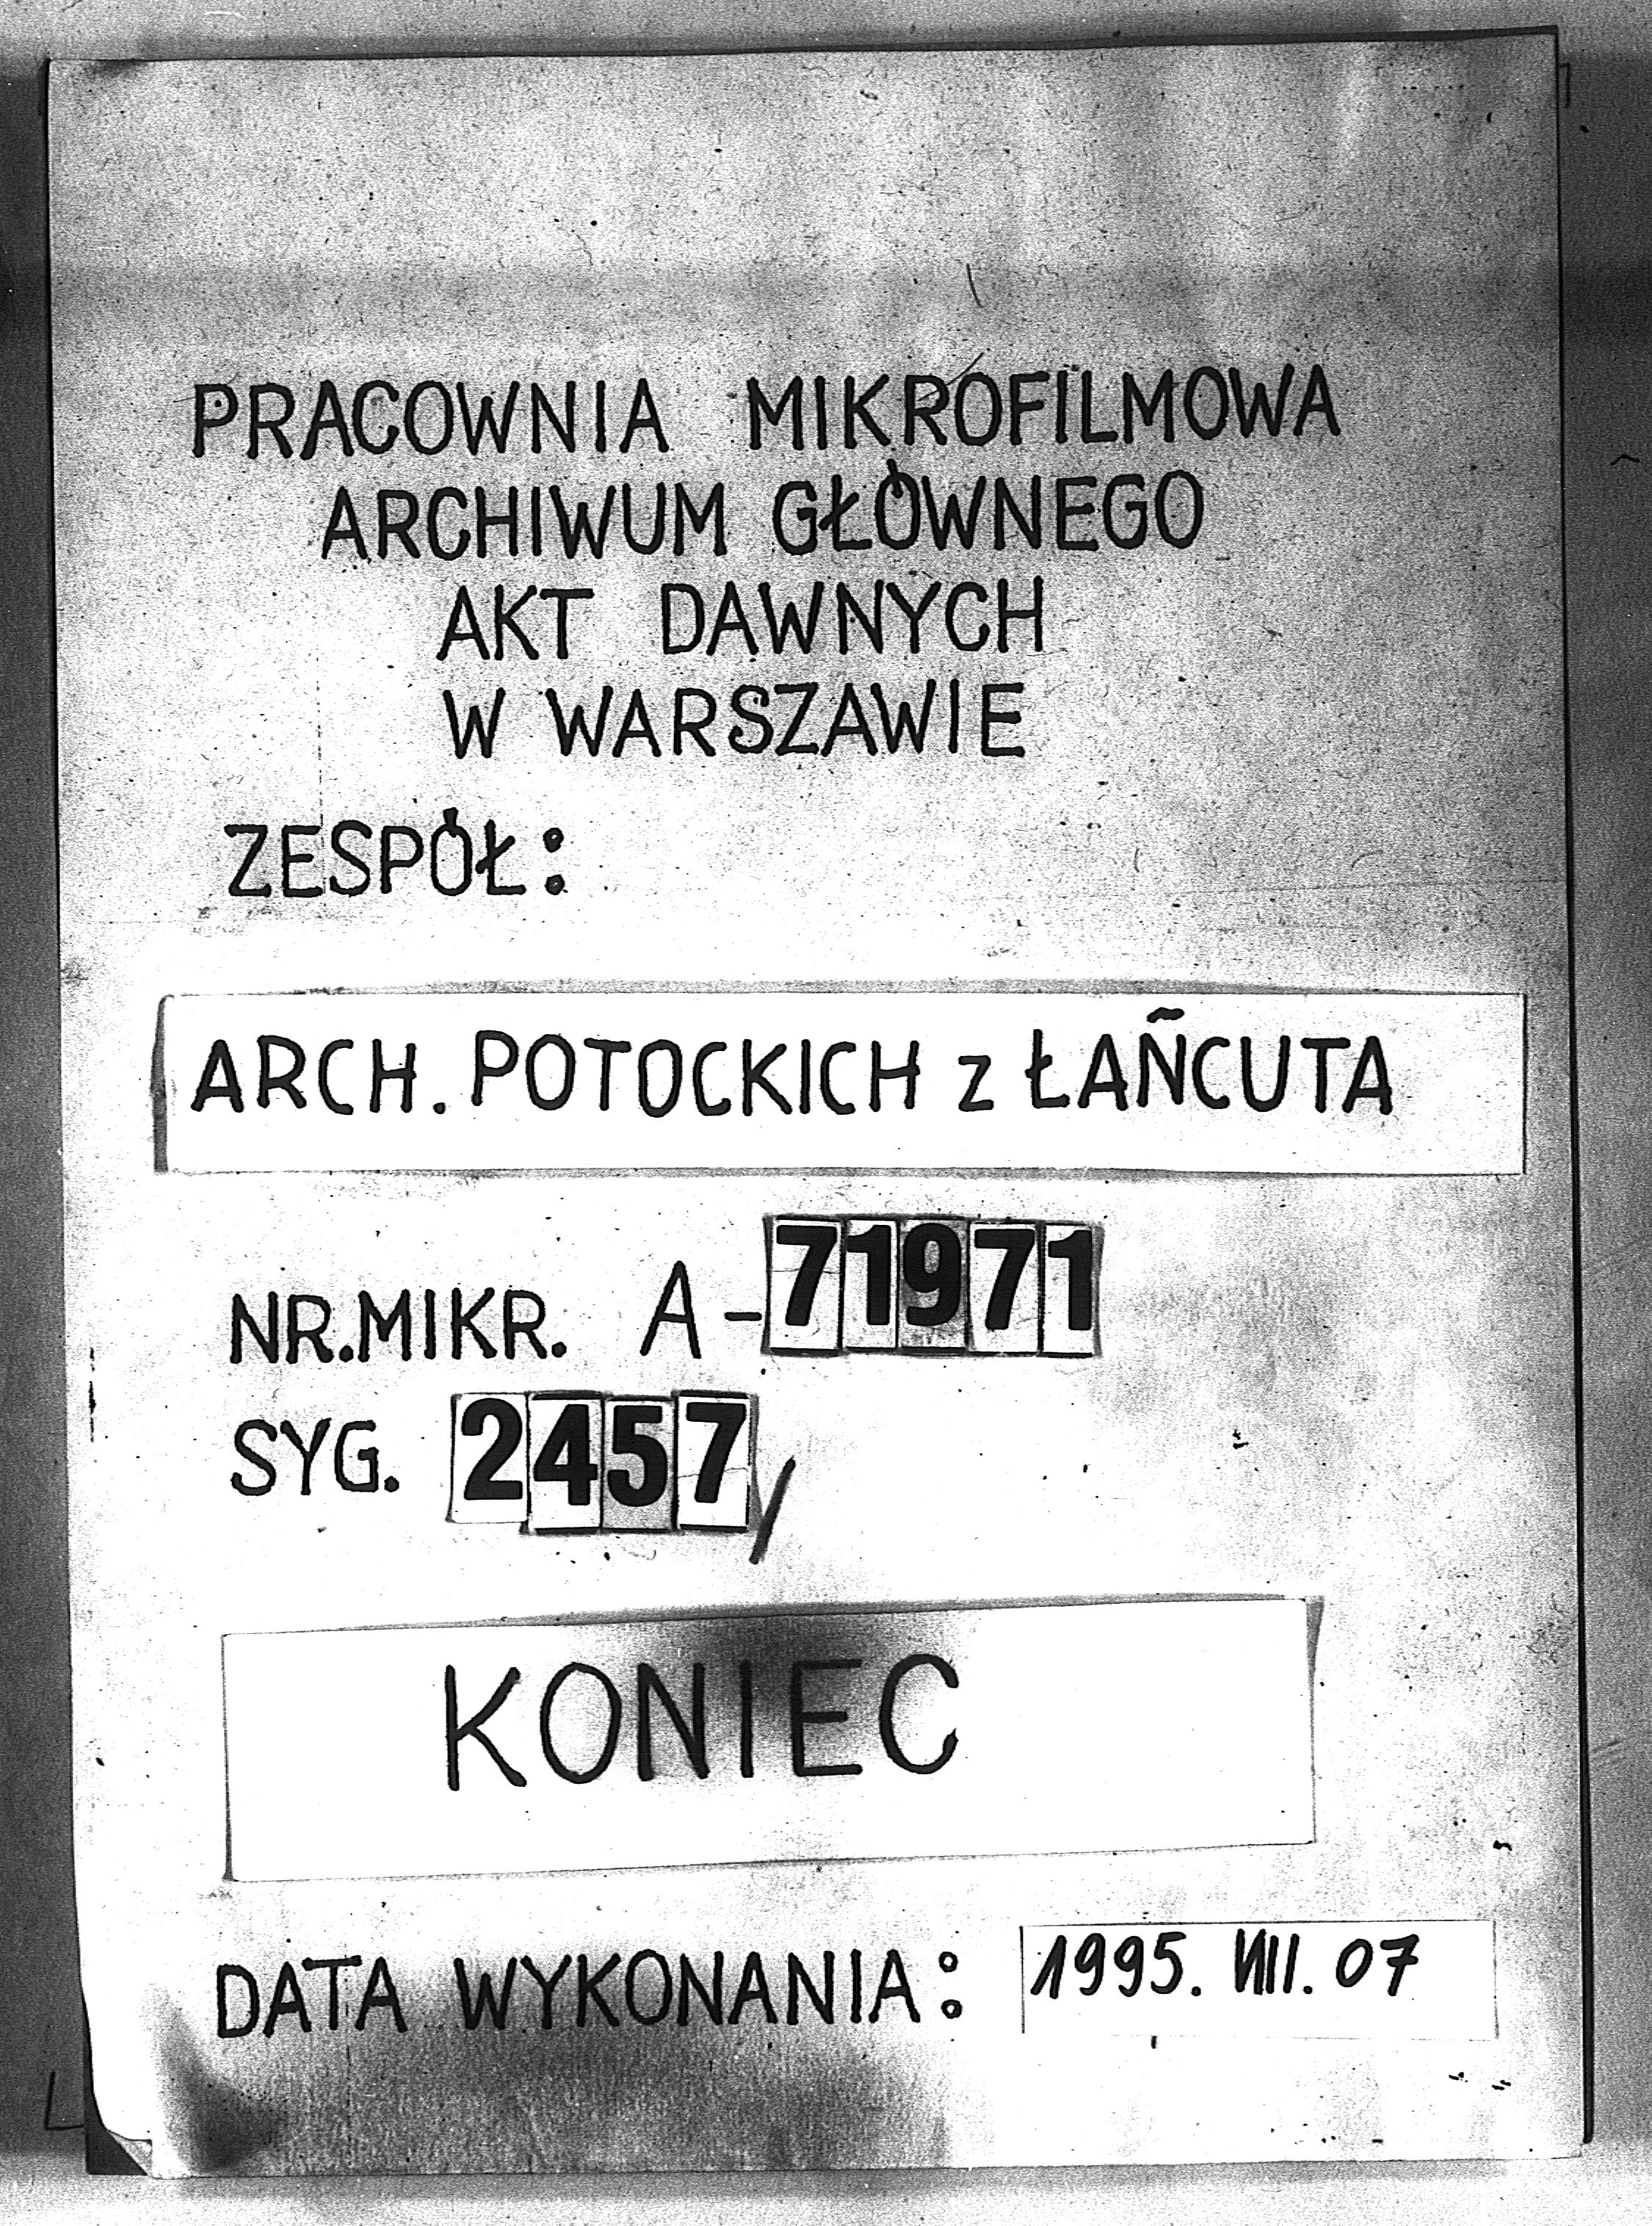 PRACOWNIA MIKROFILMOWA
ARCHIWUM GŁÓWNEGO
AKT DAWNYCH
W WARSZAWIE
ZESPÓŁ:
ARCH. POTOCKICH z ŁAŃCUTA
NR.MIKR. A-71971
SYG. 2457/
KONIEC
DATA WYKONANIA: 1995. VIII. 07